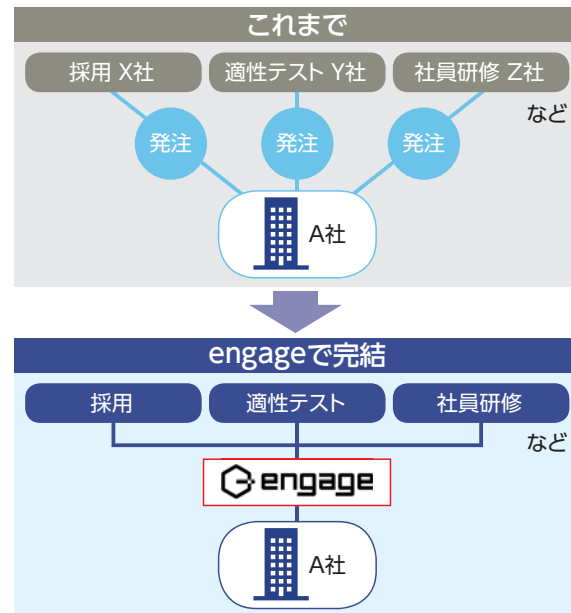 これまで
採用 X社
適性テスト Y社
社員研修 Z社
など
発注
発注
発注
A社
engageで完結
採用
適性テスト
社員研修
など
engage
A社